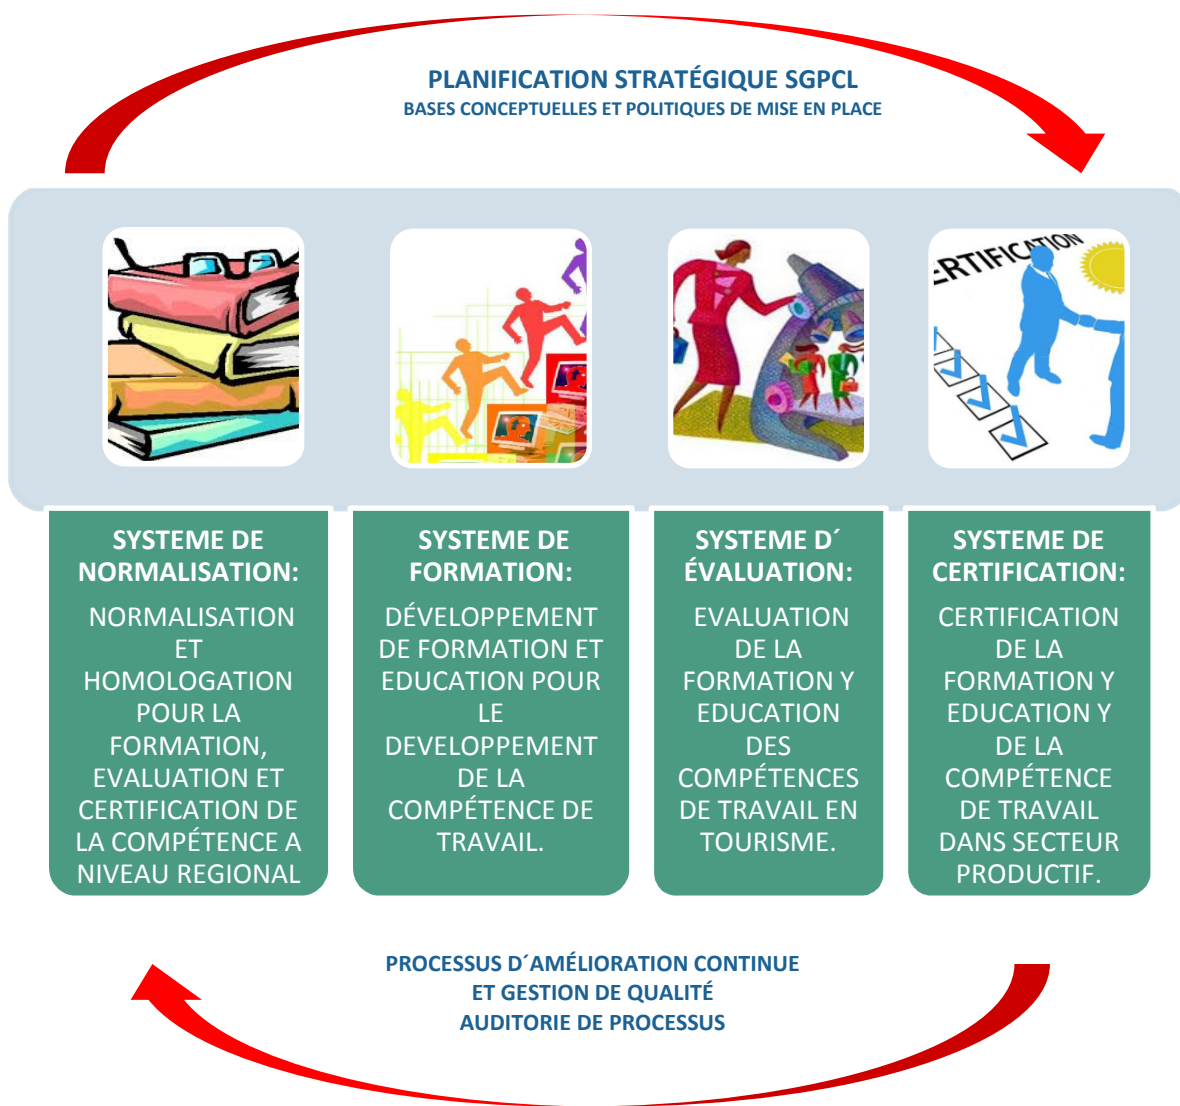 PLANIFICATION STRATÉGIQUE SGPCL
BASES CONCEPTUELLES ET POLITIQUES DE MISE EN PLACE
ERTIFICATION
SYSTEME DE
NORMALISATION:
NORMALISATION
ET
HOMOLOGATION
POUR LA
FORMATION,
EVALUATION ET
CERTIFICATION DE
LA COMPÉTENCE A
NIVEAU REGIONAL
SYSTEME DE
FORMATION:
DÉVELOPPEMENT
DE FORMATION ET
EDUCATION POUR
LE
DEVELOPPEMENT
DE LA
COMPÉTENCE DE
TRAVAIL.
SYSTEME D´
ÉVALUATION:
EVALUATION
DE LA
FORMATION Y
EDUCATION
DES
COMPÉTENCES
DE TRAVAIL EN
TOURISME.
SYSTEME DE
CERTIFICATION:
CERTIFICATION
DE LA
FORMATION Y
EDUCATION Y
DE LA
COMPÉTENCE
DE TRAVAIL
DANS SECTEUR
PRODUCTIF.
PROCESSUS D´AMÉLIORATION CONTINUE
ET GESTION DE QUALITÉ
AUDITORIE DE PROCESSUS